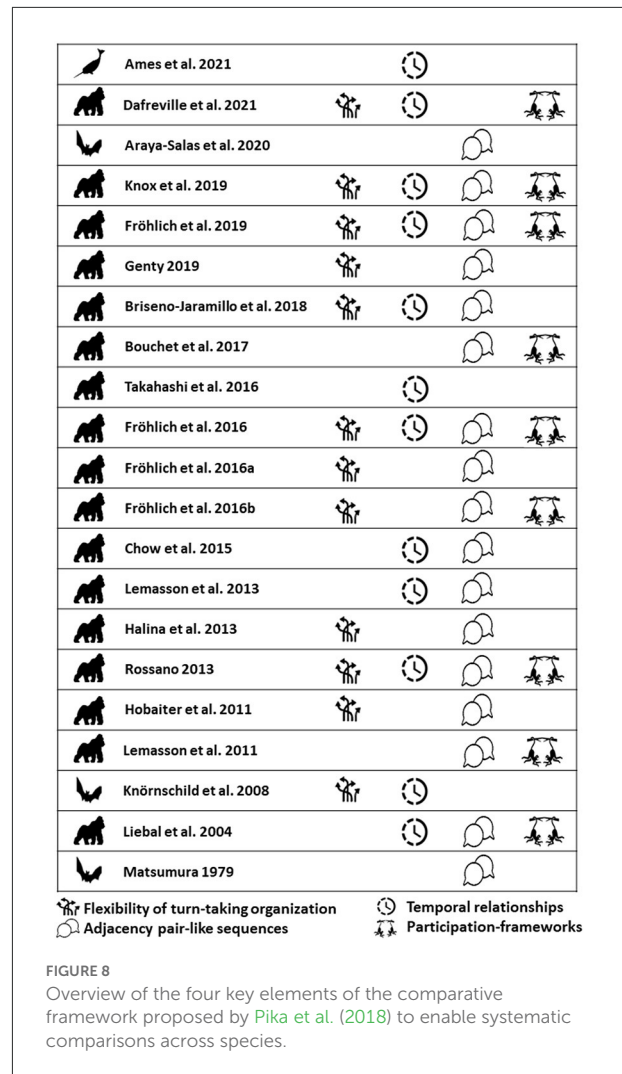 Ames et al. 2021
Dafreville et al. 2021
Araya-Salas et al. 2020
Knox et al. 2019
Fröhlich et al. 2019
Genty 2019
Briseno-Jaramillo et al. 2018
Bouchet et al. 2017
Takahashi et al. 2016
Fröhlich et al. 2016
Fröhlich et al. 2016a
Fröhlich et al. 2016b
Chow et al. 2015
Lemasson et al. 2013
Halina et al. 2013
Rossano 2013
Hobaiter et al. 2011
Lemasson et al. 2011
Knörnschild et al. 2008
Liebal et al. 2004
Matsumura 1979
Flexibility of turn-taking organization Temporal relationships
Adjacency pair-like sequences Participation-frameworks
FIGURE 8
Overview of the four key elements of the comparative
framework proposed by Pika et al. (2018) to enable systematic
comparisons across species.